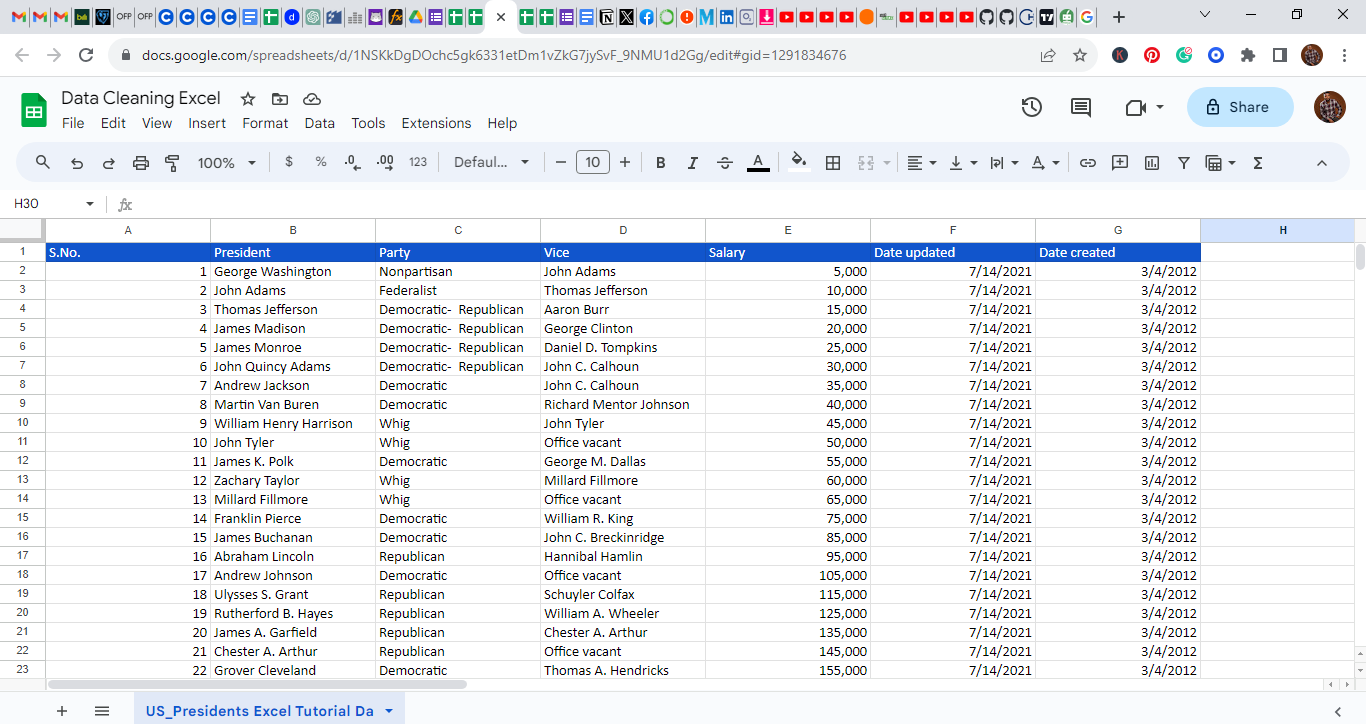 OFF OFF
docs.google.com/spreadsheets/d/1NSKkDgDOchc5gk6331etDm1vZkG7jySvF_9NMU1d2Gg/edit#gid=1291834676
Data Cleaning Excel
File Edit View Insert Format Data Tools Extensions Help
Share
100% $ % .0 .00 123 Defaul... 10 B I A
H30 fx
A B C D E F G H
1 S.No. President Party Vice Salary Date updated Date created
2 1 George Washington Nonpartisan John Adams 5,000 7/14/2021 3/4/2012
3 2 John Adams Federalist Thomas Jefferson 10,000 7/14/2021 3/4/2012
4 3 Thomas Jefferson Democratic-  Republican Aaron Burr 15,000 7/14/2021 3/4/2012
5 4 James Madison Democratic-  Republican George Clinton 20,000 7/14/2021 3/4/2012
6 5 James Monroe Democratic-  Republican Daniel D. Tompkins 25,000 7/14/2021 3/4/2012
7 6 John Quincy Adams Democratic-  Republican John C. Calhoun 30,000 7/14/2021 3/4/2012
8 7 Andrew Jackson Democratic John C. Calhoun 35,000 7/14/2021 3/4/2012
9 8 Martin Van Buren Democratic Richard Mentor Johnson 40,000 7/14/2021 3/4/2012
10 9 William Henry Harrison Whig John Tyler 45,000 7/14/2021 3/4/2012
11 10 John Tyler Whig Office vacant 50,000 7/14/2021 3/4/2012
12 11 James K. Polk Democratic George M. Dallas 55,000 7/14/2021 3/4/2012
13 12 Zachary Taylor Whig Millard Fillmore 60,000 7/14/2021 3/4/2012
14 13 Millard Fillmore Whig Office vacant 65,000 7/14/2021 3/4/2012
15 14 Franklin Pierce Democratic William R. King 75,000 7/14/2021 3/4/2012
16 15 James Buchanan Democratic John C. Breckinridge 85,000 7/14/2021 3/4/2012
17 16 Abraham Lincoln Republican Hannibal Hamlin 95,000 7/14/2021 3/4/2012
18 17 Andrew Johnson Democratic Office vacant 105,000 7/14/2021 3/4/2012
19 18 Ulysses S. Grant Republican Schuyler Colfax 115,000 7/14/2021 3/4/2012
20 19 Rutherford B. Hayes Republican William A. Wheeler 125,000 7/14/2021 3/4/2012
21 20 James A. Garfield Republican Chester A. Arthur 135,000 7/14/2021 3/4/2012
22 21 Chester A. Arthur Republican Office vacant 145,000 7/14/2021 3/4/2012
23 22 Grover Cleveland Democratic Thomas A. Hendricks 155,000 7/14/2021 3/4/2012
US_Presidents Excel Tutorial Da